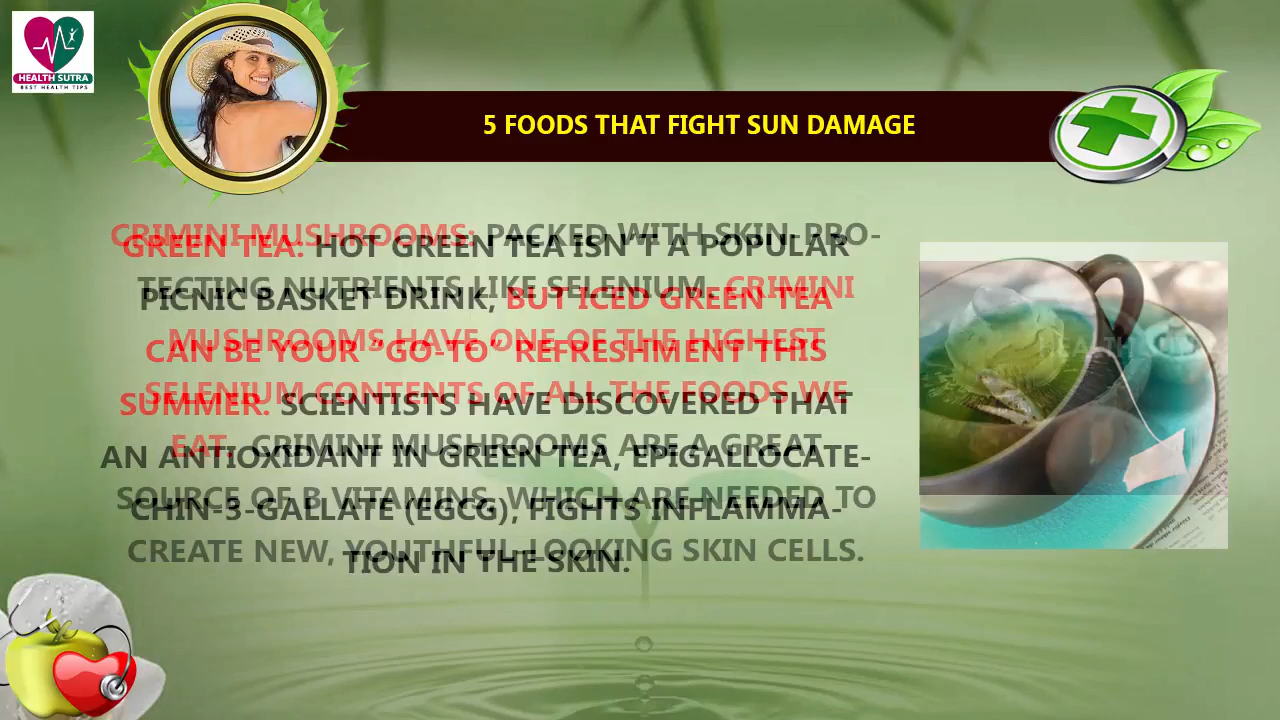 HEALTH SUTRA
BEST HEALTH TIPS
5 FOODS THAT FIGHT SUN DAMAGE
CRIMINI MUSHROOMS: PACKED WITH SKIN-PRO-
TECTING NUTRIENTS LIKE SELENIUM. CRIMINI
MUSHROOMS HAVE ONE OF THE HIGHEST
SELENIUM CONTENTS OF ALL THE FOODS WE
EAT. CRIMINI MUSHROOMS ARE A GREAT
SOURCE OF B VITAMINS, WHICH ARE NEEDED TO
CREATE NEW, YOUTHFUL-LOOKING SKIN CELLS.
GREEN TEA: HOT GREEN TEA ISN'T A POPULAR
PICNIC BASKET DRINK, BUT ICED GREEN TEA
CAN BE YOUR "GO-TO" REFRESHMENT THIS
SUMMER. SCIENTISTS HAVE DISCOVERED THAT
AN ANTIOXIDANT IN GREEN TEA, EPIGALLOCATE-
CHIN-3-GALLATE (EGCG), FIGHTS INFLAMMA-
TION IN THE SKIN.